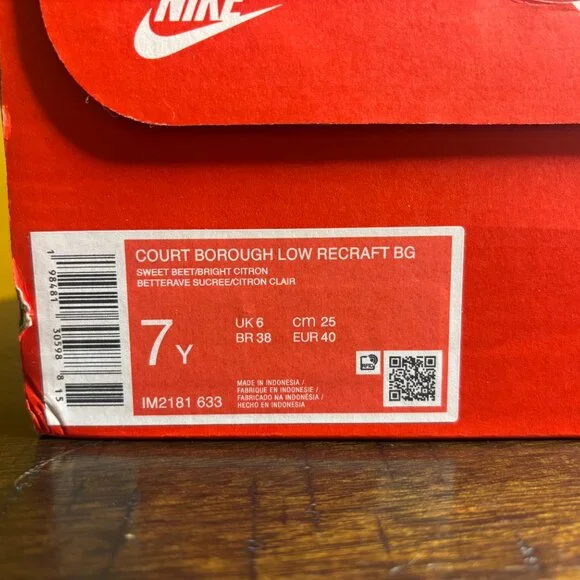 NIKE
COURT BOROUGH LOW RECRAFT BG
SWEET BEET/BRIGHT CITRON
BETTERAVE SUCREE/CITRON CLAIR
7 Y
UK 6 cm 25
BR 38 EUR 40
MADE IN INDONESIA /
FABRIQUE EN INDONESIE /
FABRICADO NA INDONÉSIA /
HECHO EN INDONESIA
IM2181 633
1 98481 30598 8 15